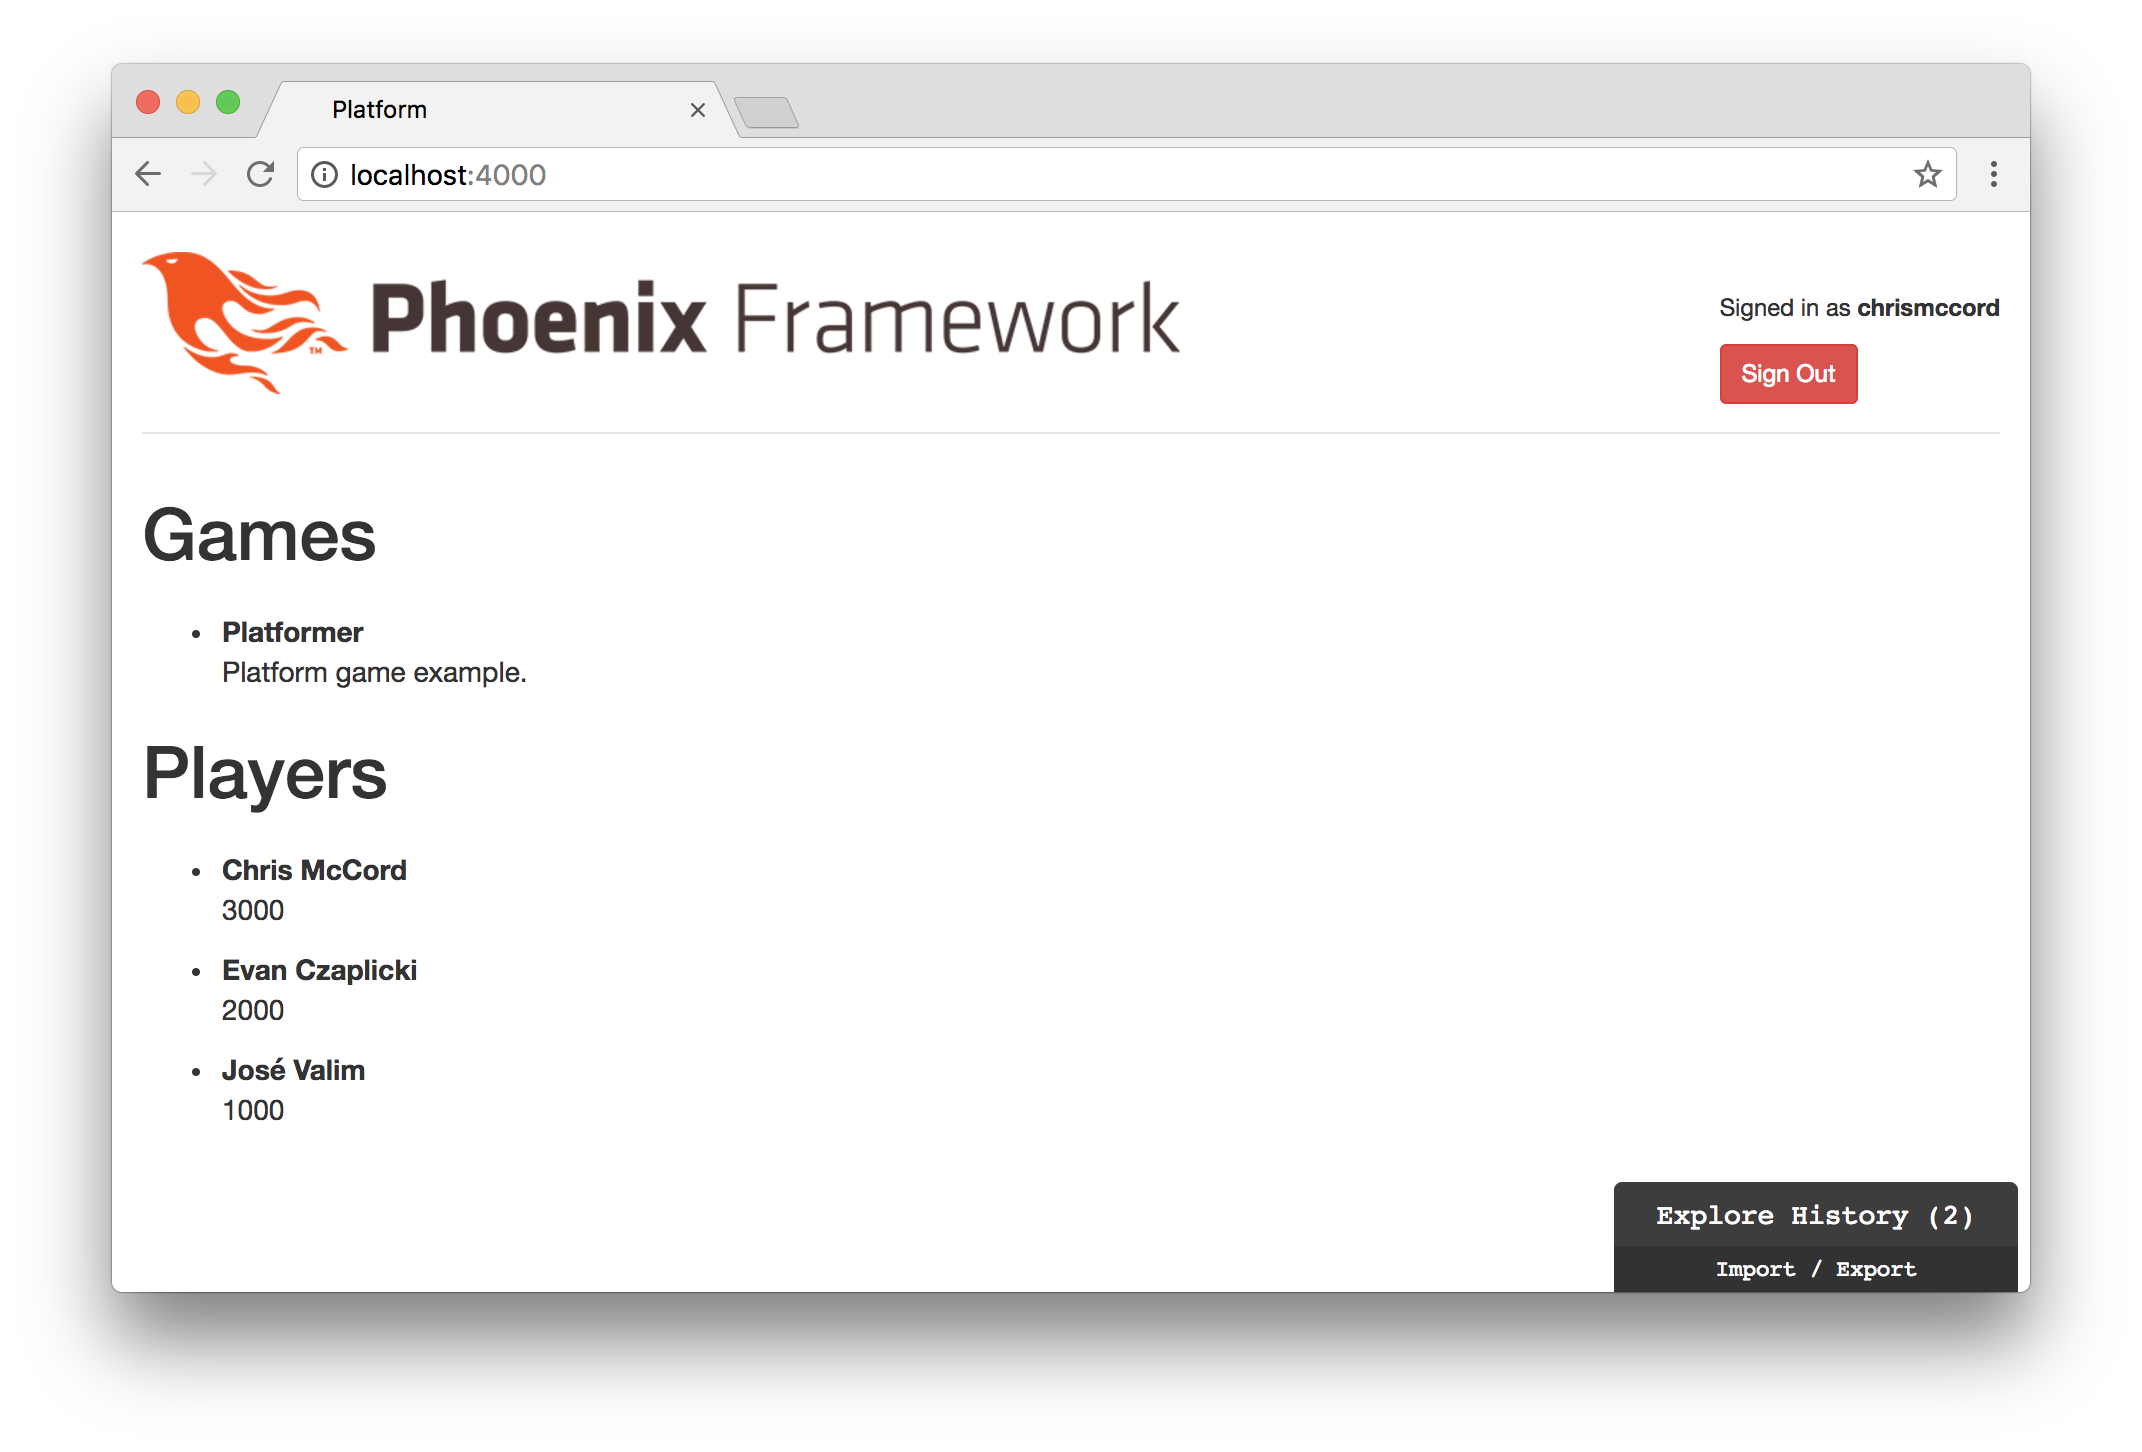 Platform
localhost:4000
Phoenix Framework
TM
Signed in as chrismccord
Sign Out
Games
Platformer
Platform game example.
Players
Chris McCord
3000
Evan Czaplicki
2000
José Valim
1000
Explore History (2)
Import / Export